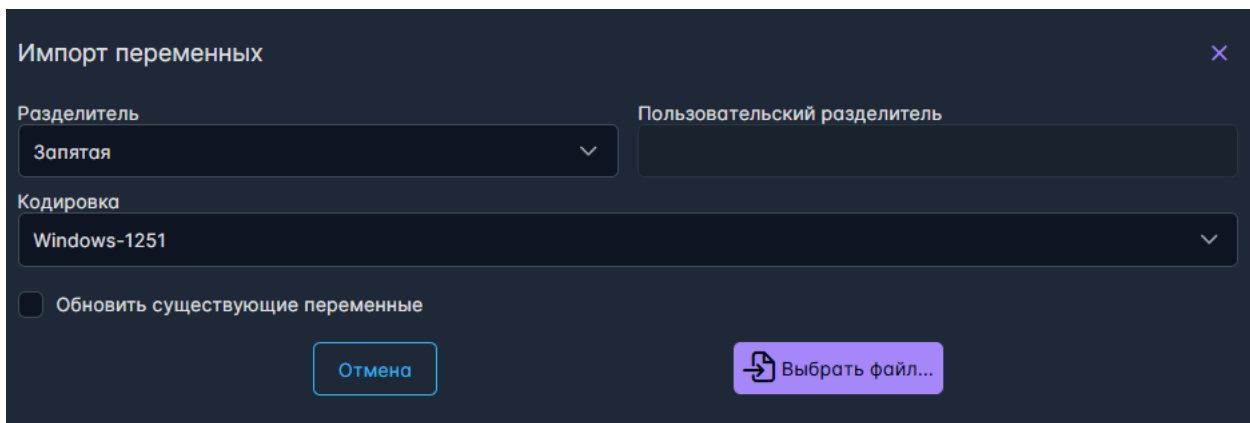 Импорт переменных
Разделитель
Пользовательский разделитель
Запятая
Кодировка
Windows-1251
Обновить существующие переменные
Отмена
Выбрать файл...